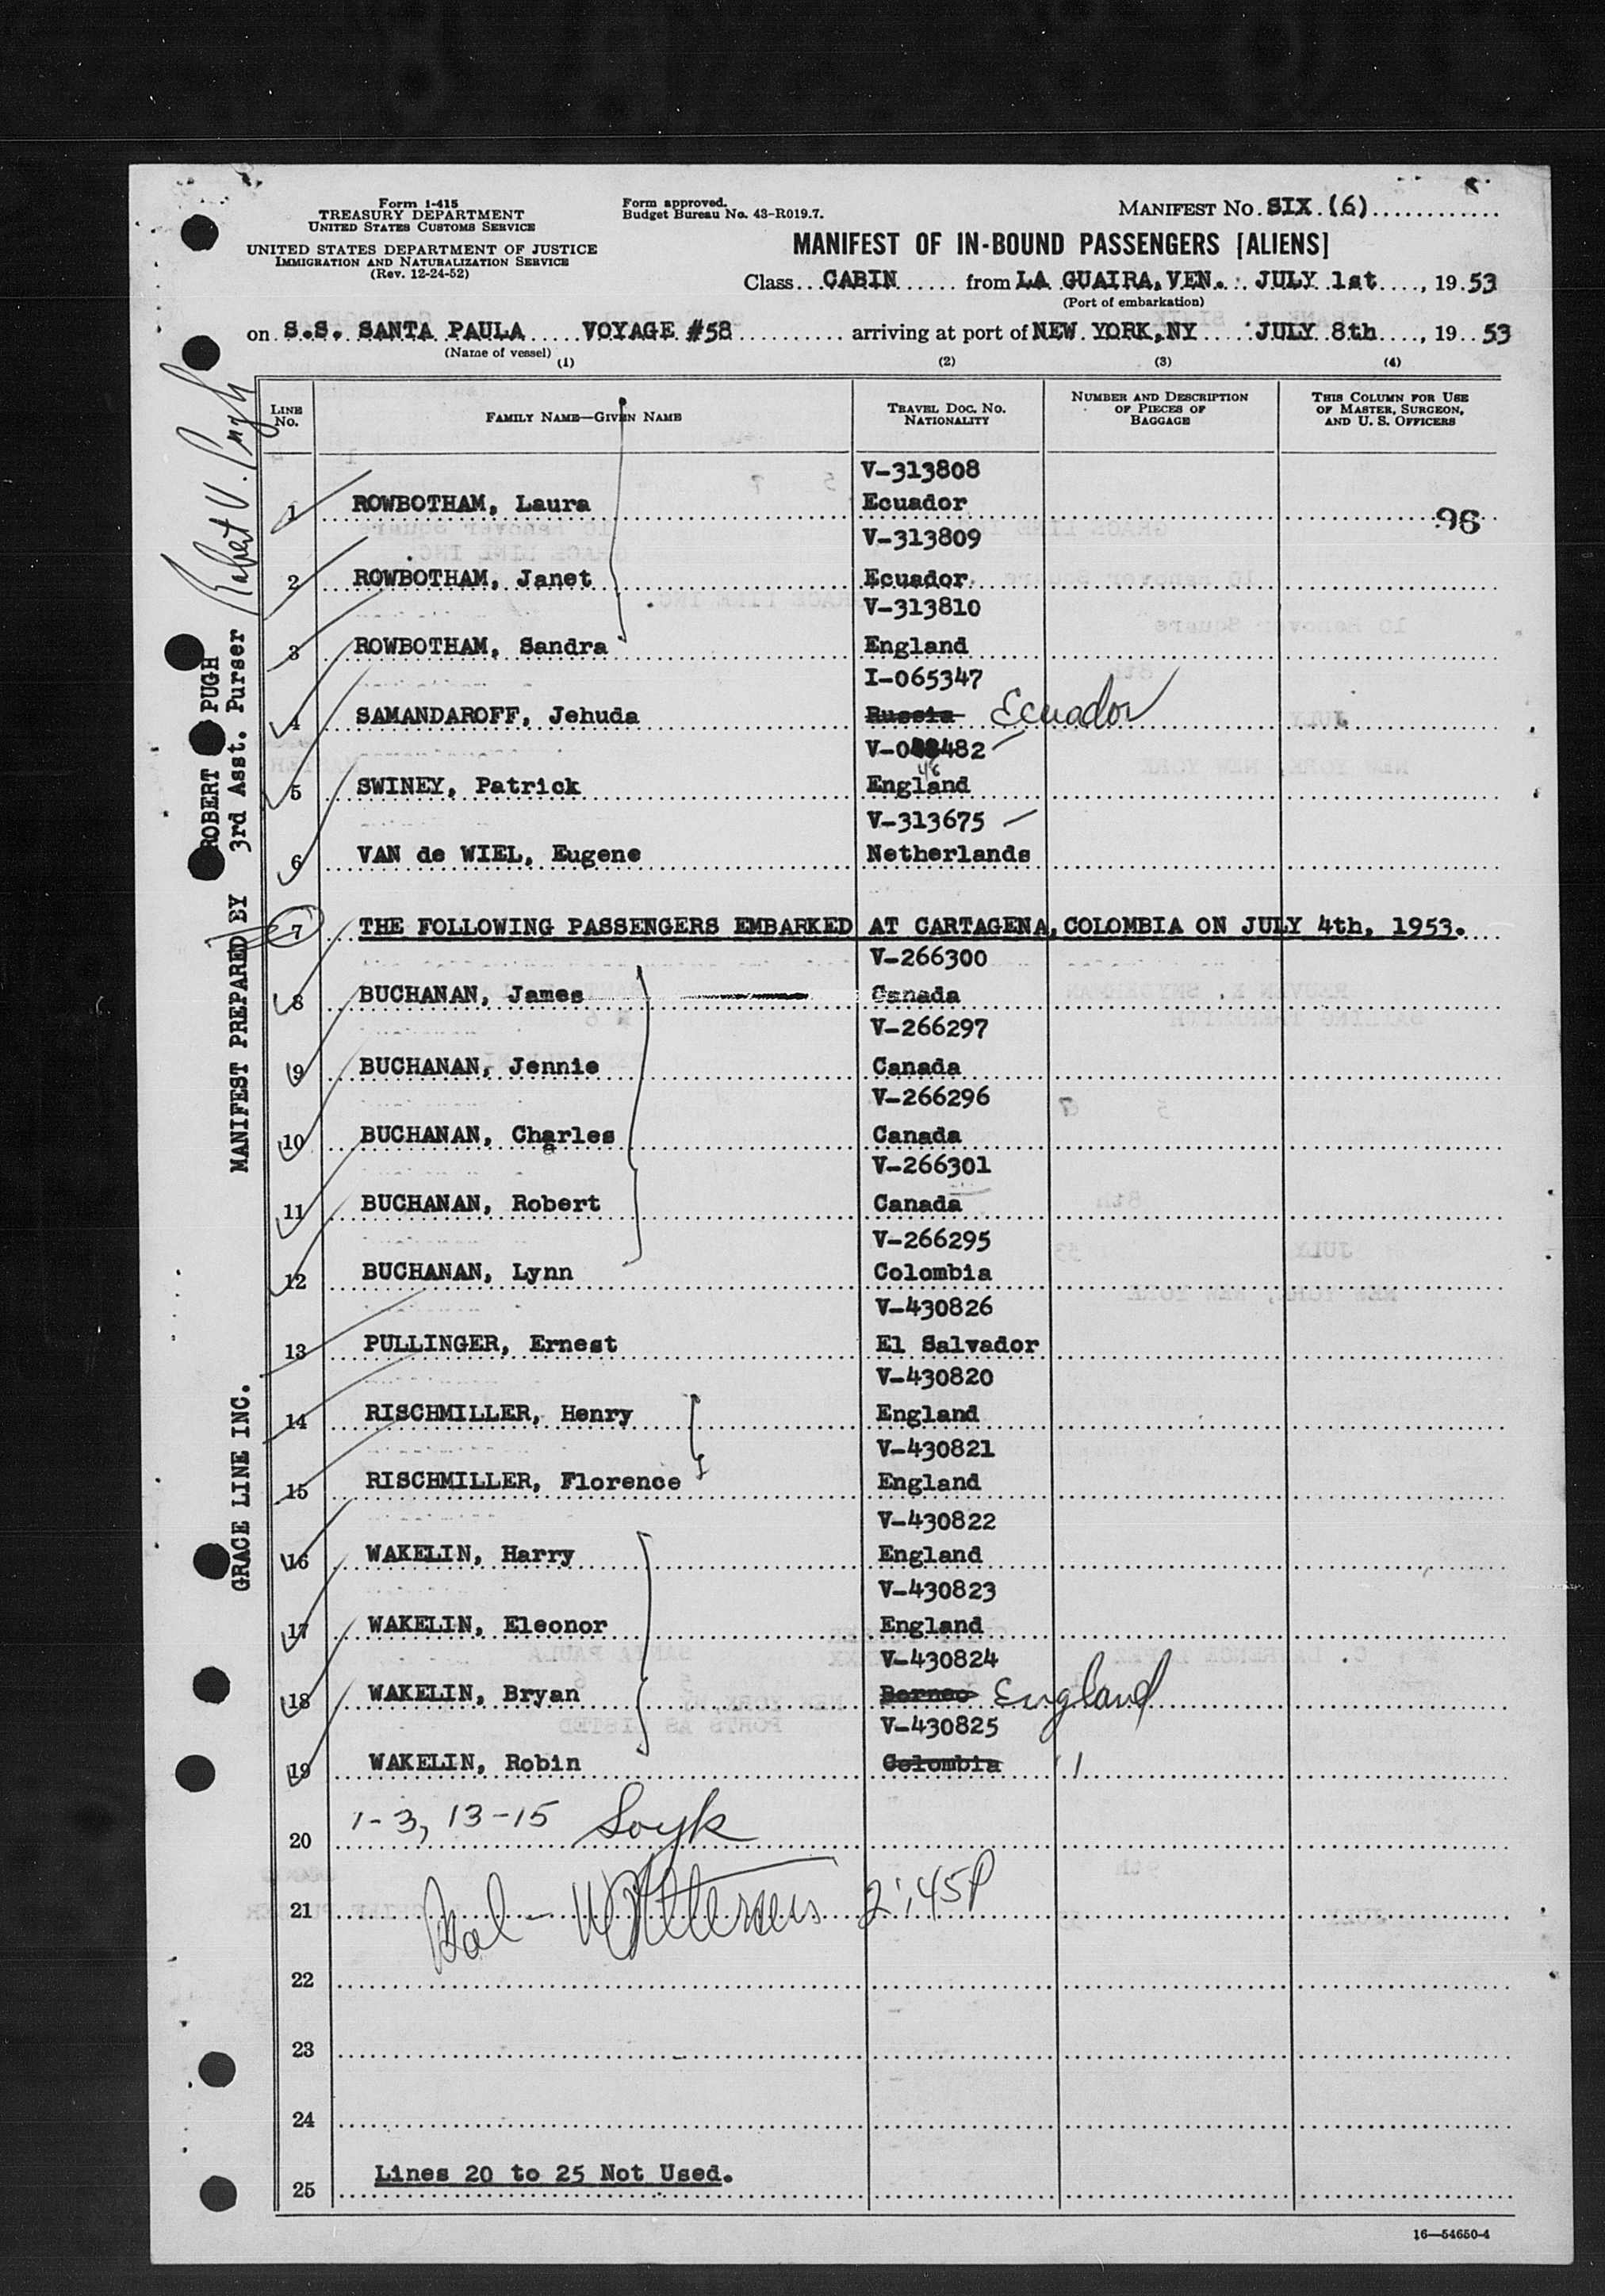 Form I-415
TREASURY DEPARTMENT
UNITED STATES CUSTOMS SERVICE
UNITED STATES DEPARTMENT OF JUSTICE
IMMIGRATION AND NATURALIZATION SERVICE
(Rev. 12-24-52)
Form approved.
Budget Bureau No. 43-R019.7.
MANIFEST NO. SIX (6)
MANIFEST OF IN-BOUND PASSENGERS [ALIENS]
Class CABIN from LA GUAIRA, VEN. JULY 1st, 19 53
(Port of embarkation)
on S.S. SANTA PAULA VOYAGE #58 arriving at port of NEW YORK, NY JULY 8th, 19 53
(Name of vessel) (1) (2) (3) (4)
LINE NO. FAMILY NAME—GIVEN NAME TRAVEL DOC. NO. NATIONALITY NUMBER AND DESCRIPTION OF PIECES OF BAGGAGE THIS COLUMN FOR USE OF MASTER, SURGEON, AND U. S. OFFICERS
V-313808
1 ROWBOTHAM, Laura Ecuador 96
V-313809
2 ROWBOTHAM, Janet Ecuador
V-313810
3 ROWBOTHAM, Sandra England
I-065347
4 SAMANDAROFF, Jehuda Russia Ecuador
48
5 SWINEY, Patrick England
V-313675
6 VAN de WIEL, Eugene Netherlands
7 THE FOLLOWING PASSENGERS EMBARKED AT CARTAGENA, COLOMBIA ON JULY 4th, 1953.
V-266300
8 BUCHANAN, James Canada
V-266297
9 BUCHANAN, Jennie Canada
V-266296
10 BUCHANAN, Charles Canada
V-266301
11 BUCHANAN, Robert Canada
V-266295
12 BUCHANAN, Lynn Colombia
V-430826
13 PULLINGER, Ernest El Salvador
V-430820
14 RISCHMILLER, Henry England
V-430821
15 RISCHMILLER, Florence England
V-430822
16 WAKELIN, Harry England
V-430823
17 WAKELIN, Eleonor England
V-430824
18 WAKELIN, Bryan Borneo England
V-430825
19 WAKELIN, Robin Colombia 11
20 1-3, 13-15 Soyk
21 Bal - 2:45P
22
23
24
25 Lines 20 to 25 Not Used.
16—54650-4
GRACE LINE INC. MANIFEST PREPARED BY ROBERT PUGH
3rd Asst. Purser
Robert V. Pugh